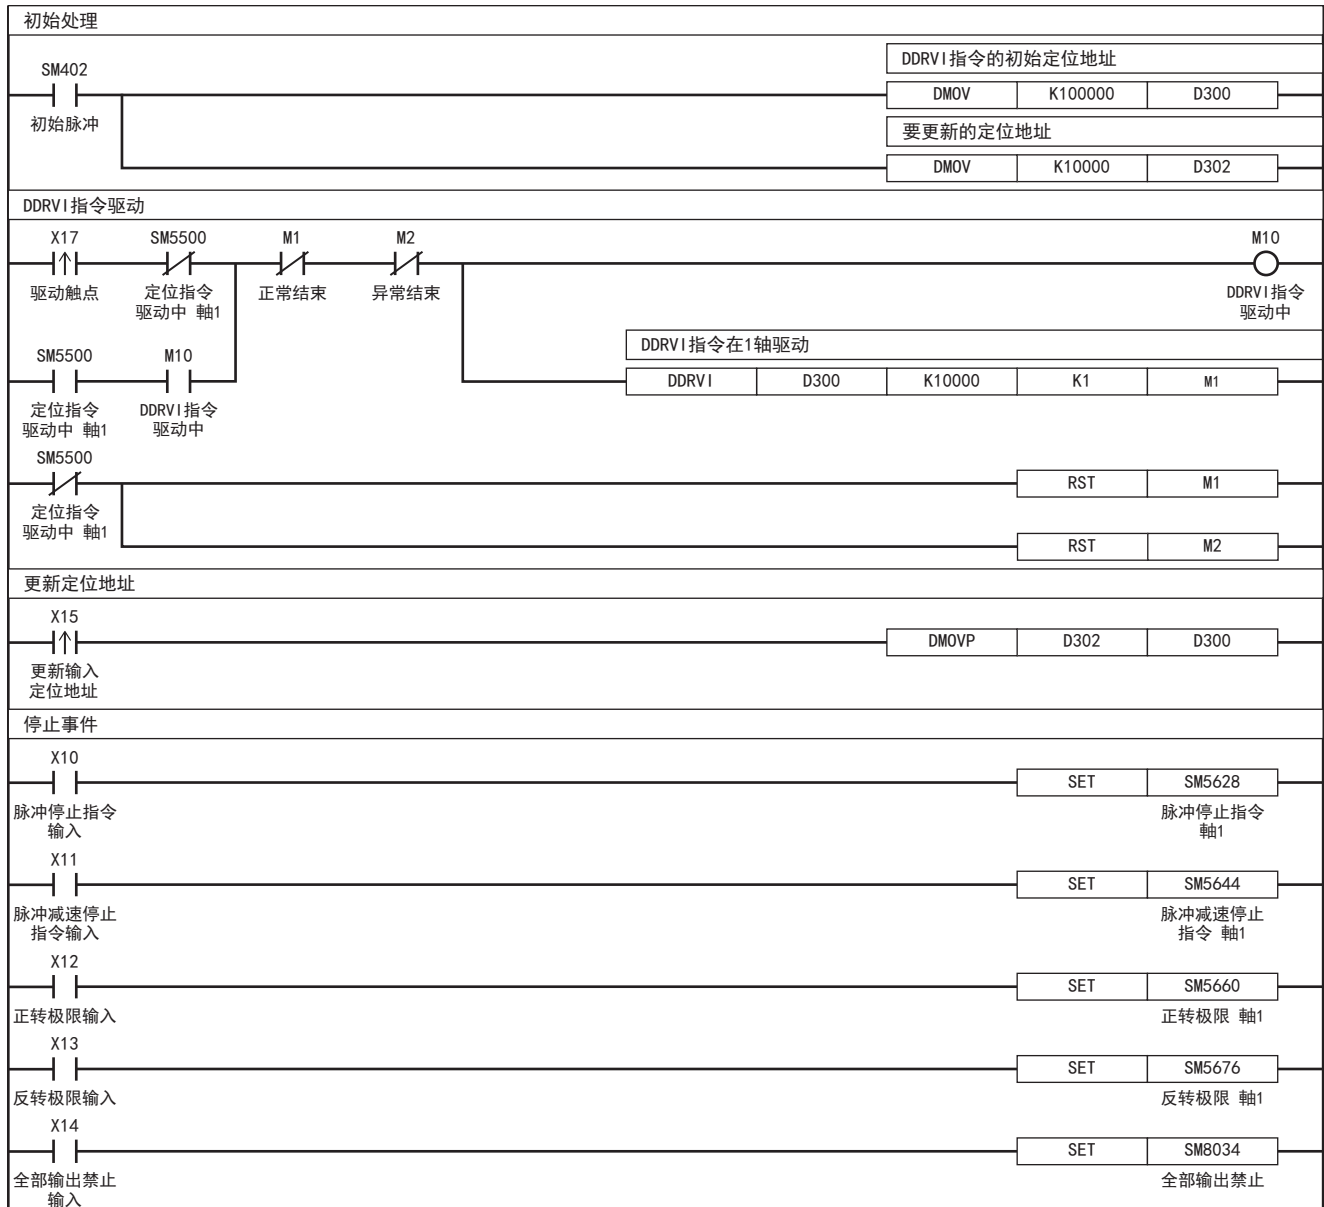 初始处理
DDRVI指令的初始定位地址
SM402
DMOV K100000 D300
初始脉冲
要更新的定位地址
DMOV K10000 D302
DDRVI指令驱动
X17 SM5500 M1 M2 M10
驱动触点 定位指令 正常结束 异常结束 DDRVI指令
驱动中 軸1 驱动中
DDRVI指令在1轴驱动
SM5500 M10
DDRVI D300 K10000 K1 M1
定位指令 DDRVI指令
驱动中 軸1 驱动中
SM5500
RST M1
定位指令
驱动中 軸1
RST M2
更新定位地址
X15
DMOVP D302 D300
更新输入
定位地址
停止事件
X10
SET SM5628
脉冲停止指令 脉冲停止指令
输入 軸1
X11
SET SM5644
脉冲减速停止 脉冲减速停止
指令输入 指令 軸1
X12
SET SM5660
正转极限输入 正转极限 軸1
X13
SET SM5676
反转极限输入 反转极限 軸1
X14
SET SM8034
全部输出禁止 全部输出禁止
输入